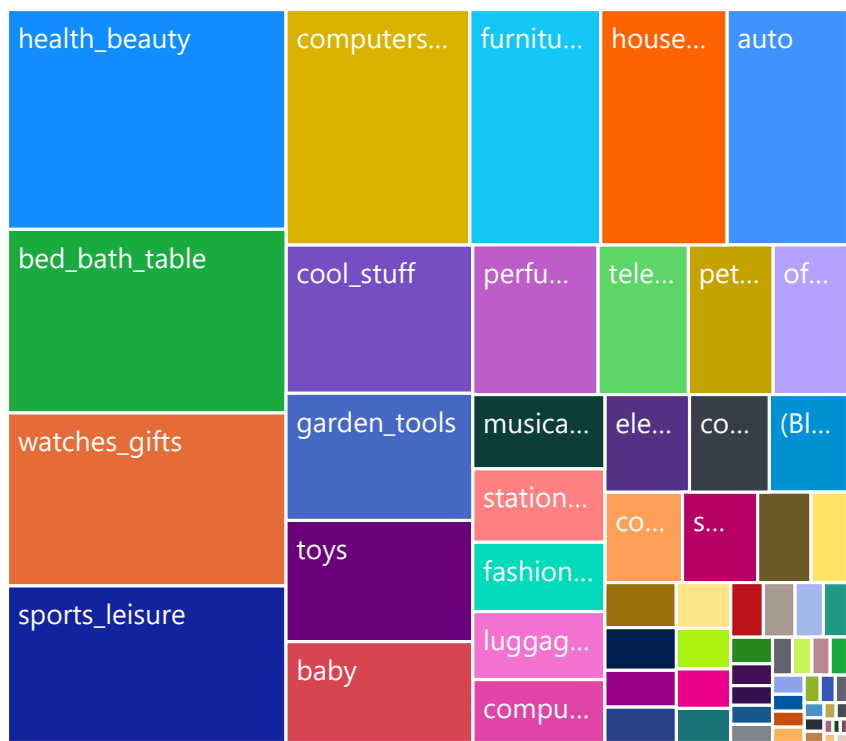 health_beauty
computers...
furnitu...
house...
auto
bed_bath_table
cool_stuff
perfu...
tele...
pet...
of...
watches_gifts
garden_tools
musica...
ele...
co...
(Bl...
station...
co...
s...
toys
fashion...
sports_leisure
luggag...
baby
compu...